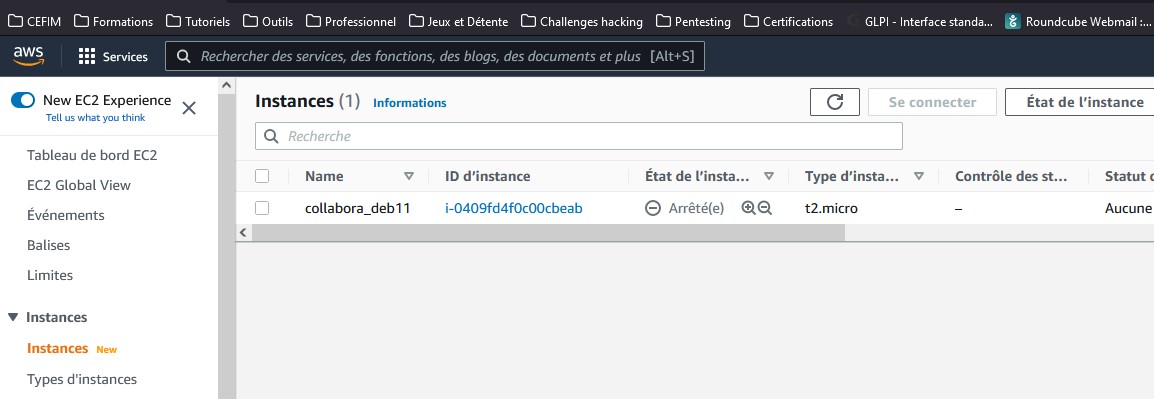 CEFIM Formations Tutoriels Outils Professionnel Jeux et Détente Challenges hacking Pentesting Certifications GLPI - Interface standa... Roundcube Webmail :...
aws Services Rechercher des services, des fonctions, des blogs, des documents et plus [Alt+S]
New EC2 Experience
Tell us what you think
Tableau de bord EC2
EC2 Global View
Événements
Balises
Limites
Instances
Instances New
Types d'instances
Instances (1) Informations Se connecter État de l'instance
Recherche
Name ID d'instance État de l'insta... Type d'insta... Contrôle des st... Statut
collabora_deb11 i-0409fd4f0c00cbeab Arrêté(e) t2.micro – Aucune